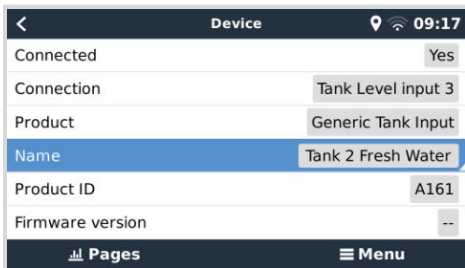 Device 09:17
Connected Yes
Connection Tank Level input 3
Product Generic Tank Input
Name Tank 2 Fresh Water
Product ID A161
Firmware version --
Pages Menu